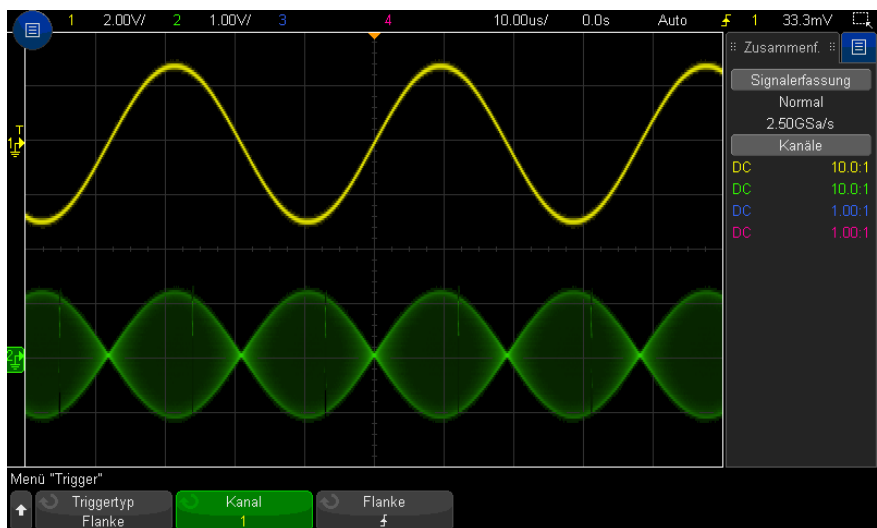 1 2.00V/ 2 1.00V/ 3 4 10.00us/ 0.0s Auto 1 33.3mV
Zusammenf.
Signalerfassung
Normal
2.50GSa/s
Kanäle
DC 10.0:1
DC 10.0:1
DC 1.00:1
DC 1.00:1
T
1
2
Menü "Trigger"
Triggertyp
Flanke
Kanal
1
Flanke